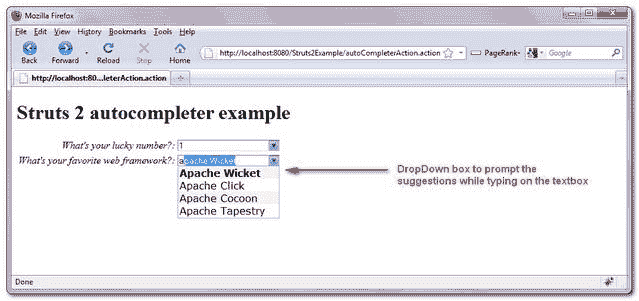 Mozilla Firefox
File Edit View History Bookmarks Tools Help
Back Forward Reload Stop Home http://localhost:8080/Struts2Example/autoCompleterAction.action PageRank Google
http://localhost:80...leterAction.action
Struts 2 autocompleter example
What's your lucky number?: 1
What's your favorite web framework?: apache Wicket
Apache Wicket
Apache Click
Apache Cocoon
Apache Tapestry
DropDown box to prompt the
suggestions while typing on the textbox
Done